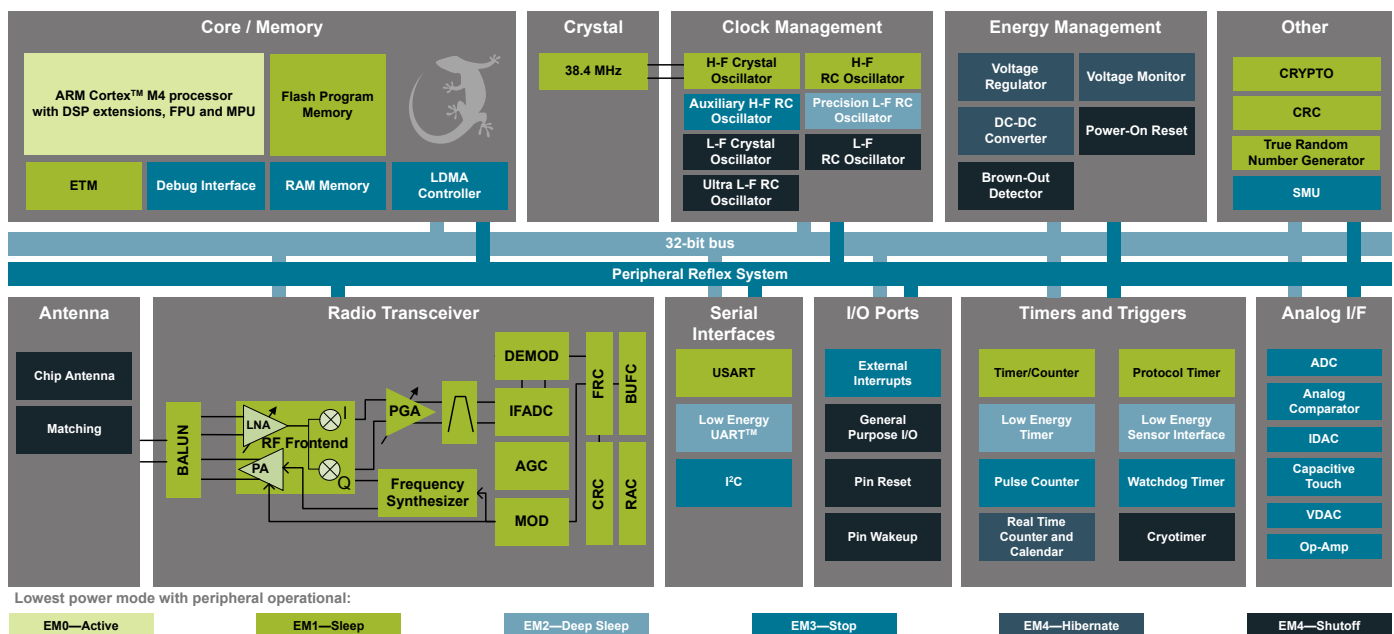 Core / Memory
ARM Cortex™ M4 processor
with DSP extensions, FPU and MPU
Flash Program
Memory
ETM
Debug Interface
RAM Memory
LDMA
Controller
Crystal
38.4 MHz
Clock Management
H-F Crystal
Oscillator
H-F
RC Oscillator
Auxiliary H-F RC
Oscillator
Precision L-F RC
Oscillator
L-F Crystal
Oscillator
L-F
RC Oscillator
Ultra L-F RC
Oscillator
Energy Management
Voltage
Regulator
Voltage Monitor
DC-DC
Converter
Power-On Reset
Brown-Out
Detector
Other
CRYPTO
CRC
True Random
Number Generator
SMU
32-bit bus
Peripheral Reflex System
Antenna
Chip Antenna
Matching
Radio Transceiver
BALUN
LNA
RF Frontend
PA
I
Q
PGA
Frequency
Synthesizer
DEMOD
IFADC
AGC
MOD
FRC
BUFC
CRC
RAC
Serial
Interfaces
USART
Low Energy
UART™
I²C
I/O Ports
External
Interrupts
General
Purpose I/O
Pin Reset
Pin Wakeup
Timers and Triggers
Timer/Counter
Protocol Timer
Low Energy
Timer
Low Energy
Sensor Interface
Pulse Counter
Watchdog Timer
Real Time
Counter and
Calendar
Cryotimer
Analog I/F
ADC
Analog
Comparator
IDAC
Capacitive
Touch
VDAC
Op-Amp
Lowest power mode with peripheral operational:
EM0—Active
EM1—Sleep
EM2—Deep Sleep
EM3—Stop
EM4—Hibernate
EM4—Shutoff